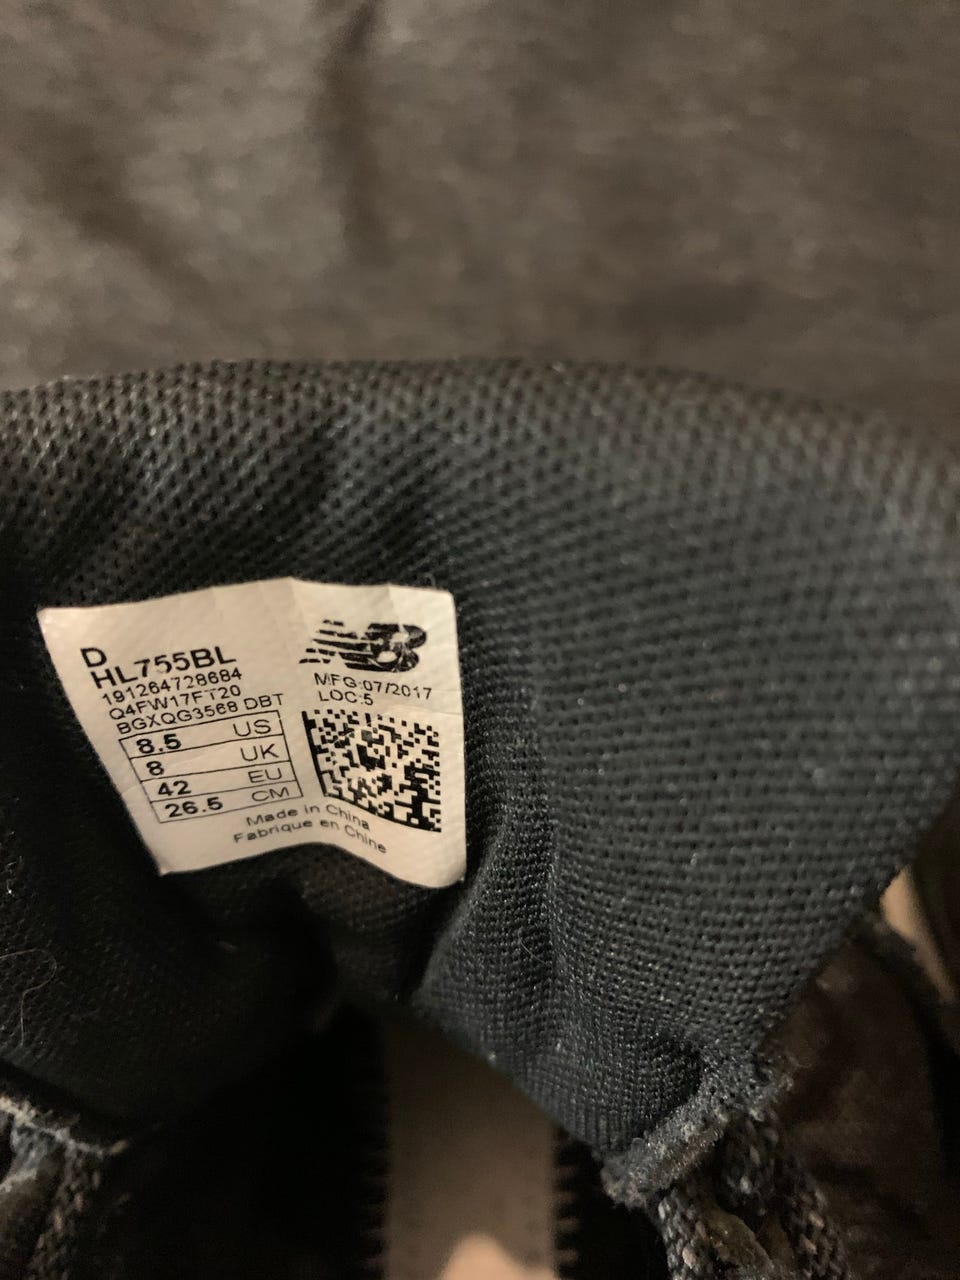 D
HL755BL
191264728684
Q4FW17FT20
BGXQG3568 DBT
8.5 US
8 UK
42 EU
26.5 CM
NB
MFG:07/2017
LOC:5
Made in China
Fabrique en Chine